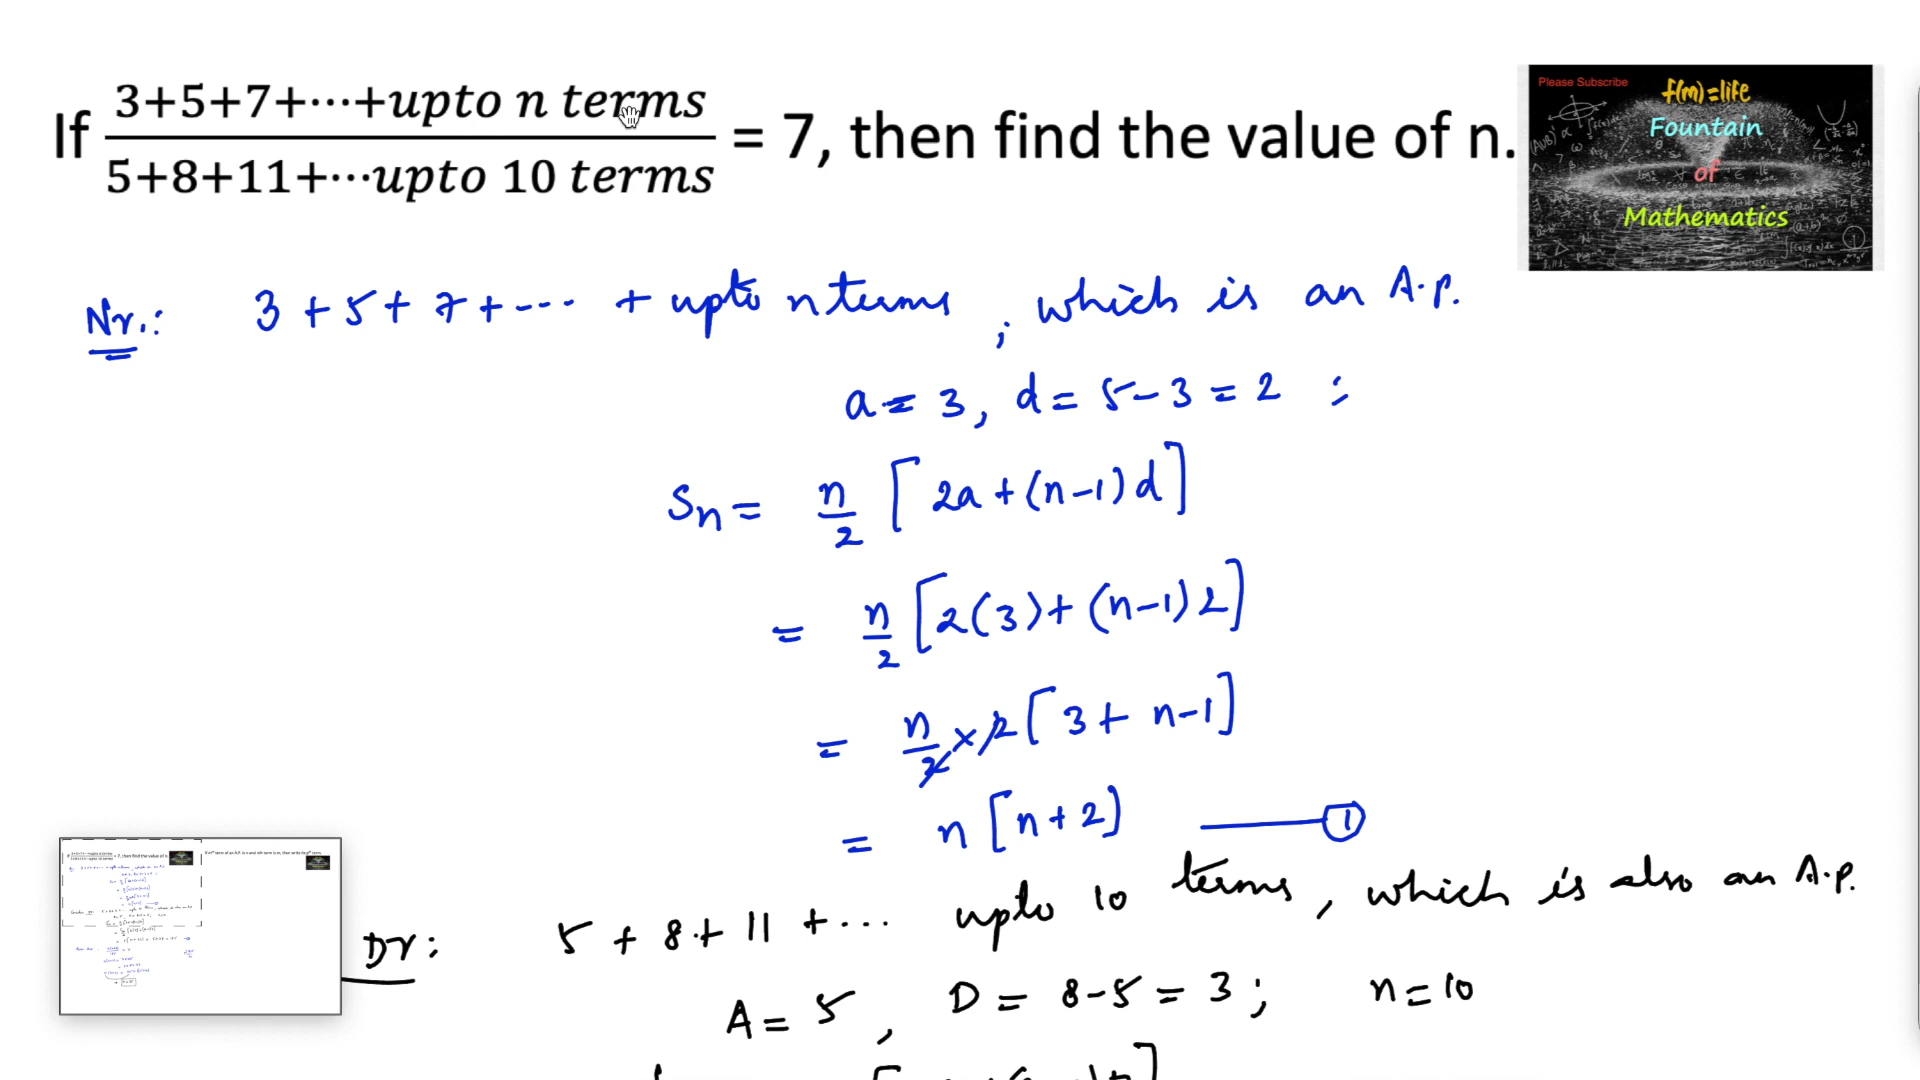 If 3+5+7+⋯+upto n terms / 5+8+11+⋯upto 10 terms = 7, then find the value of n.
Please Subscribe
f(m)=life
Fountain
of
Mathematics
Nr.: 3 + 5 + 7 + --- + upto n terms, which is an A.P.
a = 3, d = 5 - 3 = 2 ;
Sn = n/2 [2a + (n-1) d]
= n/2 [2(3) + (n-1) 2]
= n/2 × 2 [3 + n-1]
= n [n + 2] ——— 1
Dr: 5 + 8 + 11 + ... upto 10 terms, which is also an A.P.
A = 5, D = 8 - 5 = 3 ; n = 10